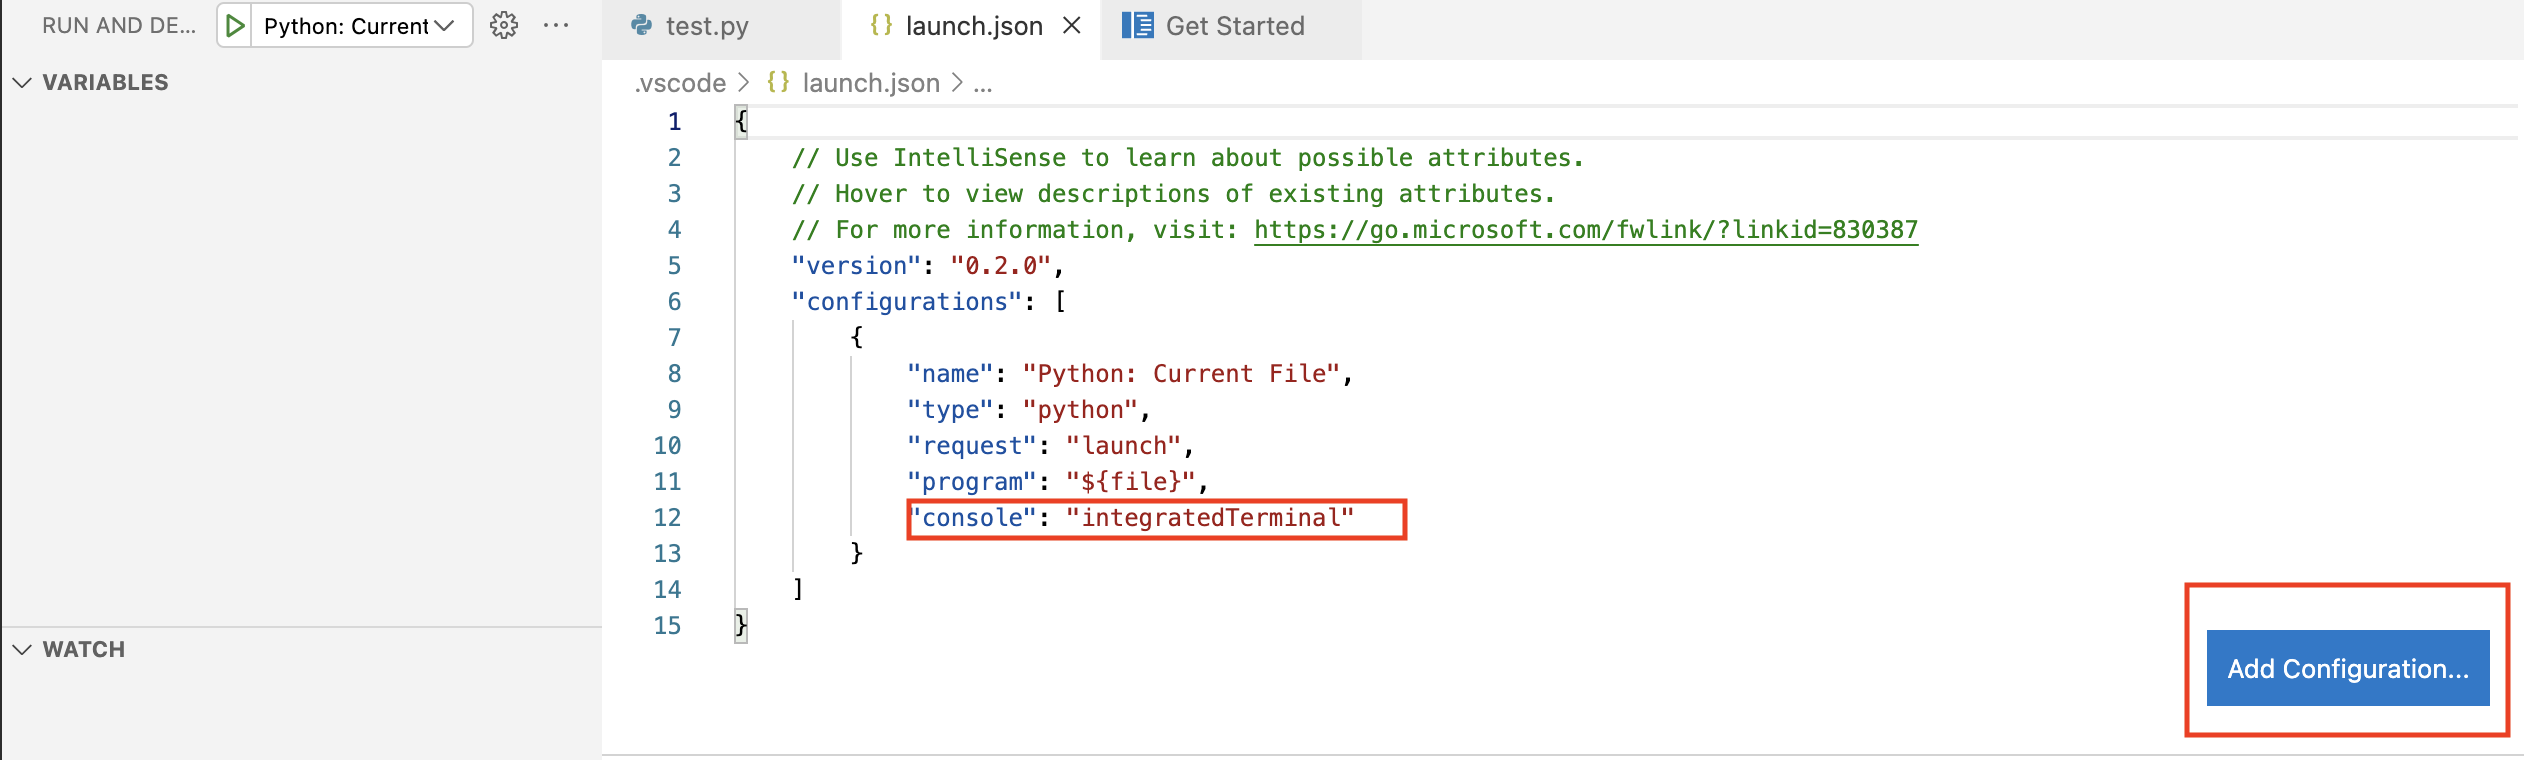 RUN AND DE... Python: Current ...
VARIABLES
WATCH
test.py launch.json Get Started
.vscode > {} launch.json > ...
1 {
2 // Use IntelliSense to learn about possible attributes.
3 // Hover to view descriptions of existing attributes.
4 // For more information, visit: https://go.microsoft.com/fwlink/?linkid=830387
5 "version": "0.2.0",
6 "configurations": [
7 {
8 "name": "Python: Current File",
9 "type": "python",
10 "request": "launch",
11 "program": "${file}",
12 "console": "integratedTerminal"
13 }
14 ]
15 }
Add Configuration...